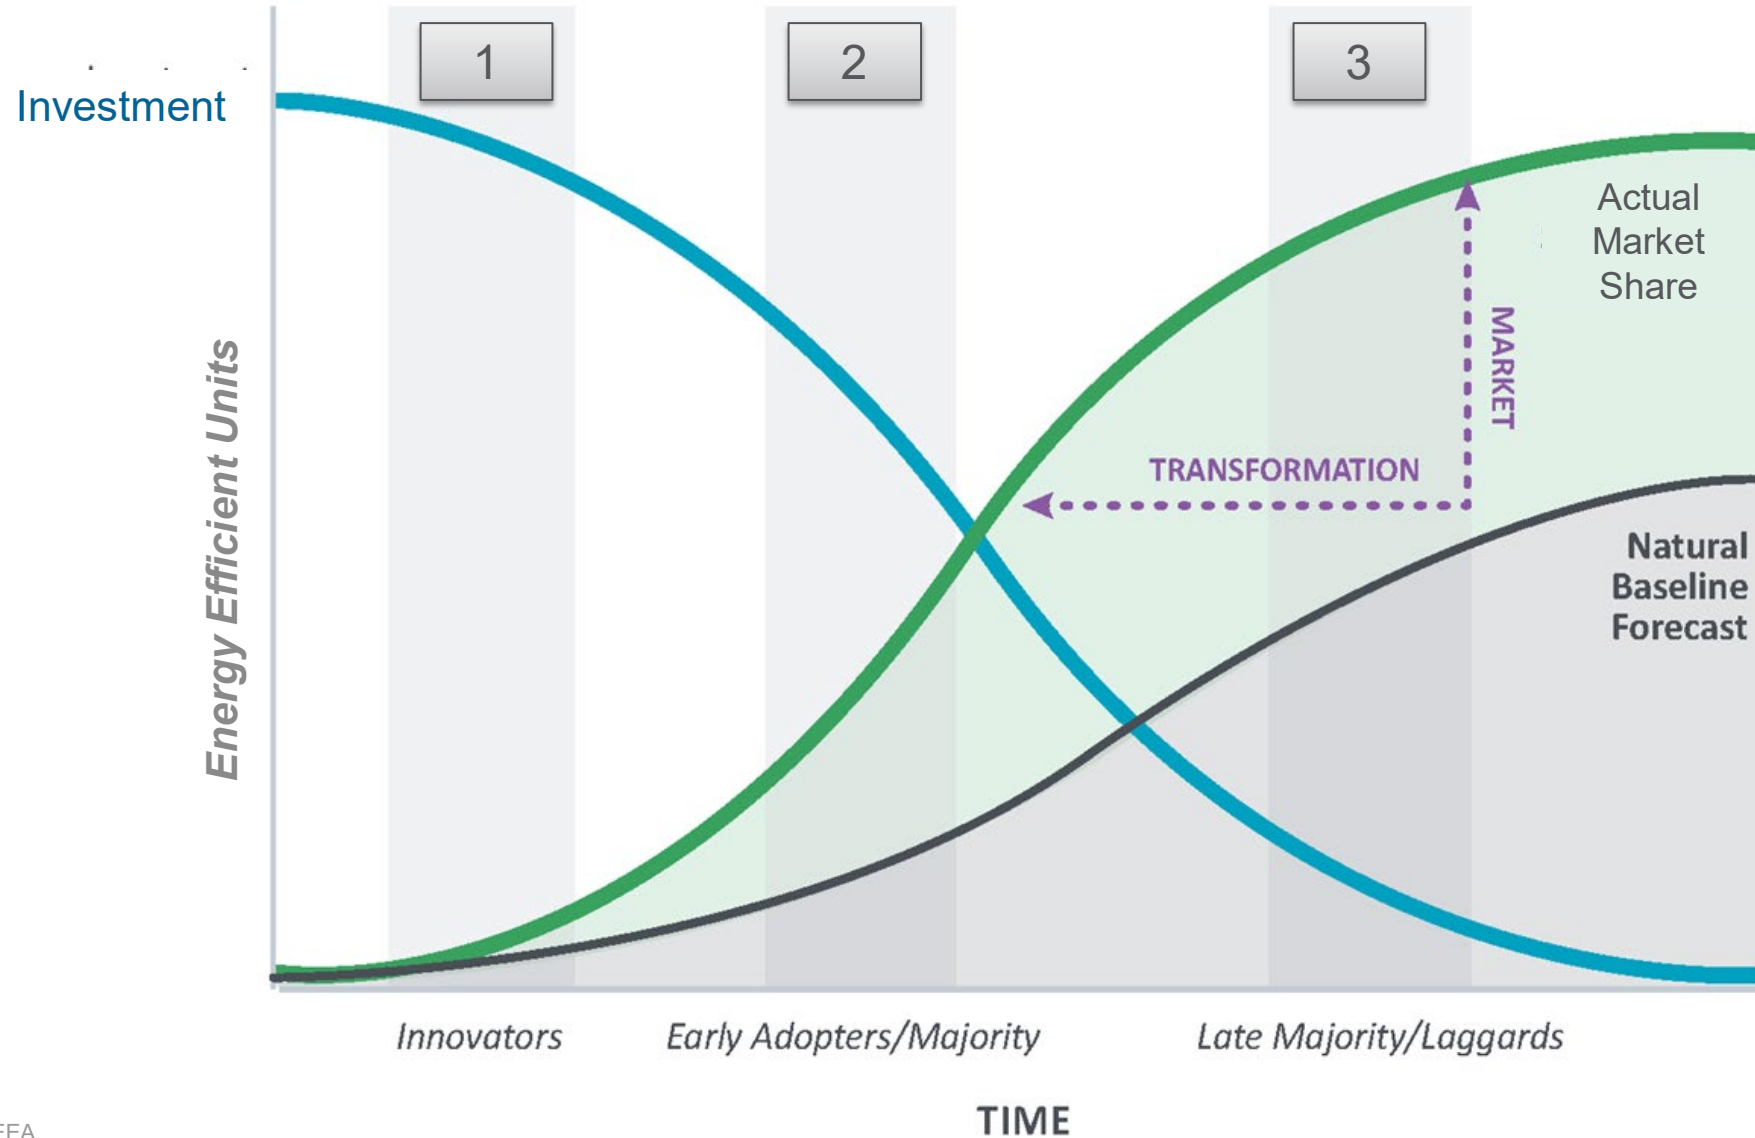 1
2
3
Investment
Actual
Market
Share
MARKET
TRANSFORMATION
Energy Efficient Units
Natural
Baseline
Forecast
Innovators
Early Adopters/Majority
Late Majority/Laggards
TIME